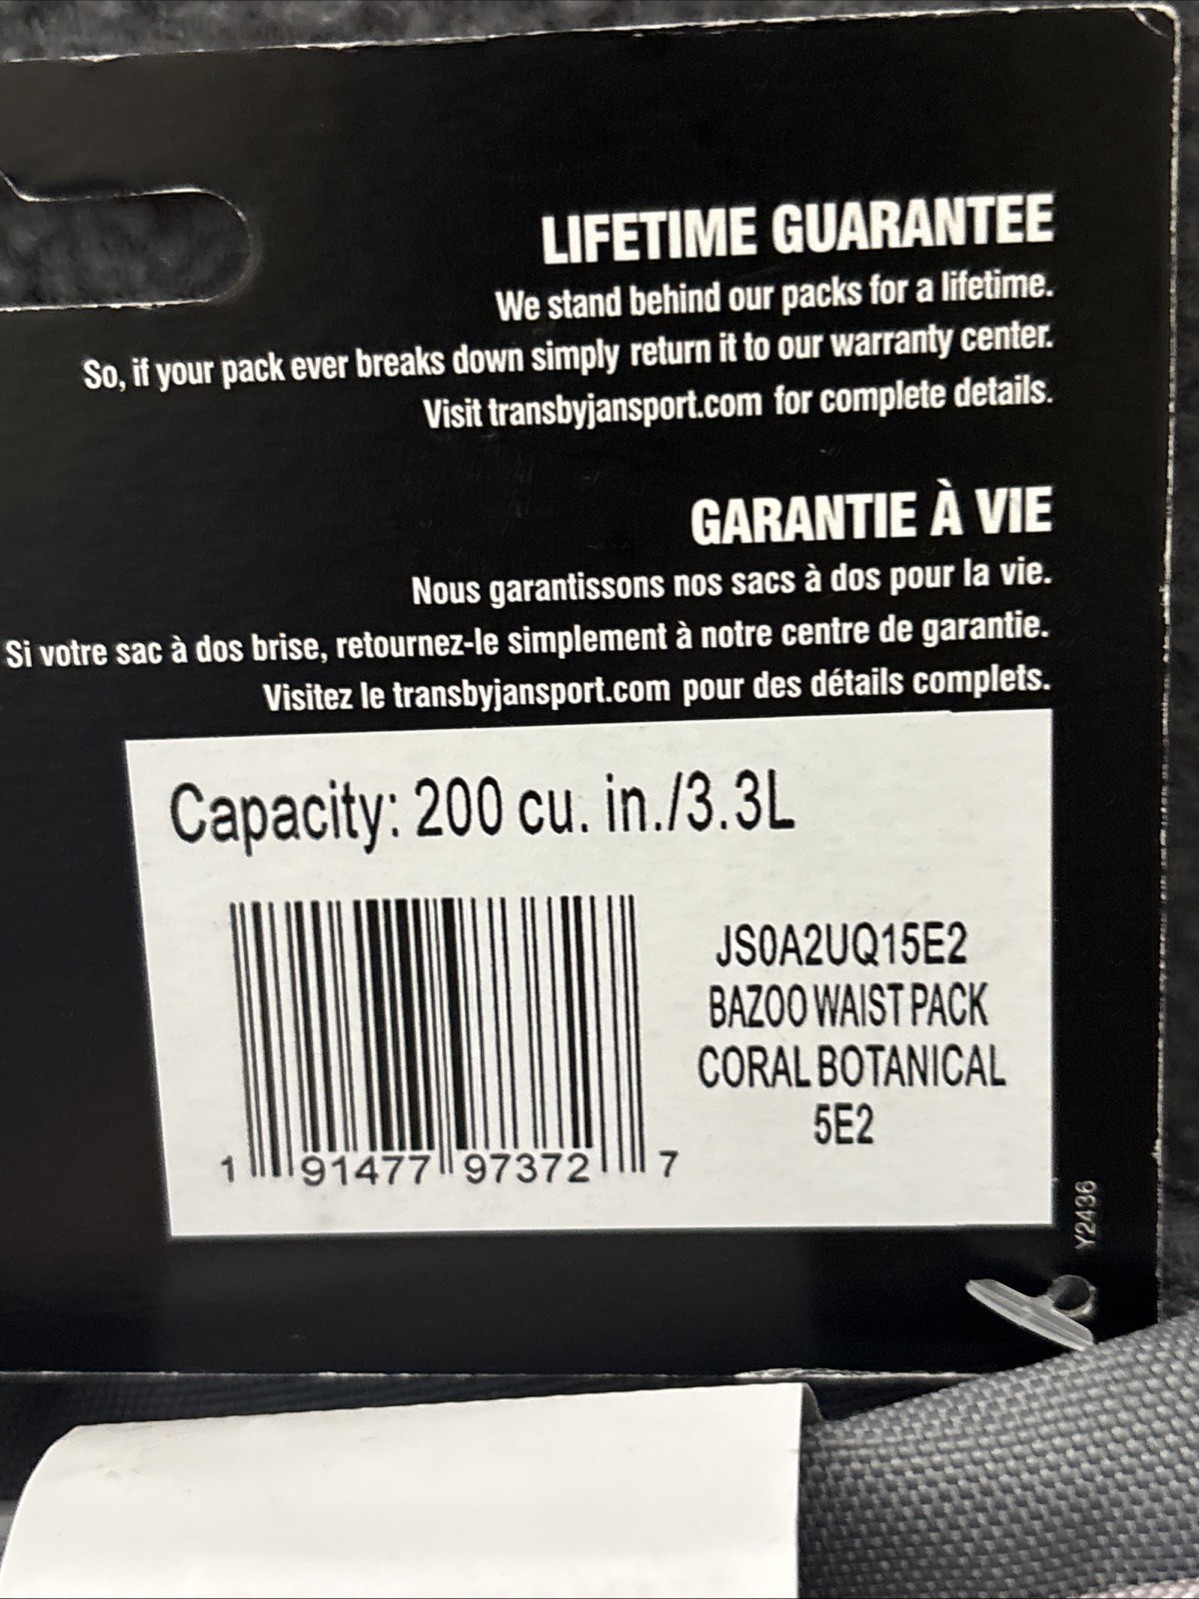 LIFETIME GUARANTEE
We stand behind our packs for a lifetime.
So, if your pack ever breaks down simply return it to our warranty center.
Visit transbyjansport.com for complete details.
GARANTIE À VIE
Nous garantissons nos sacs à dos pour la vie.
Si votre sac à dos brise, retournez-le simplement à notre centre de garantie.
Visitez le transbyjansport.com pour des détails complets.
Capacity: 200 cu. in./3.3L
JS0A2UQ15E2
BAZOO WAIST PACK
CORAL BOTANICAL
5E2
1 91477 97372 7
Y2436